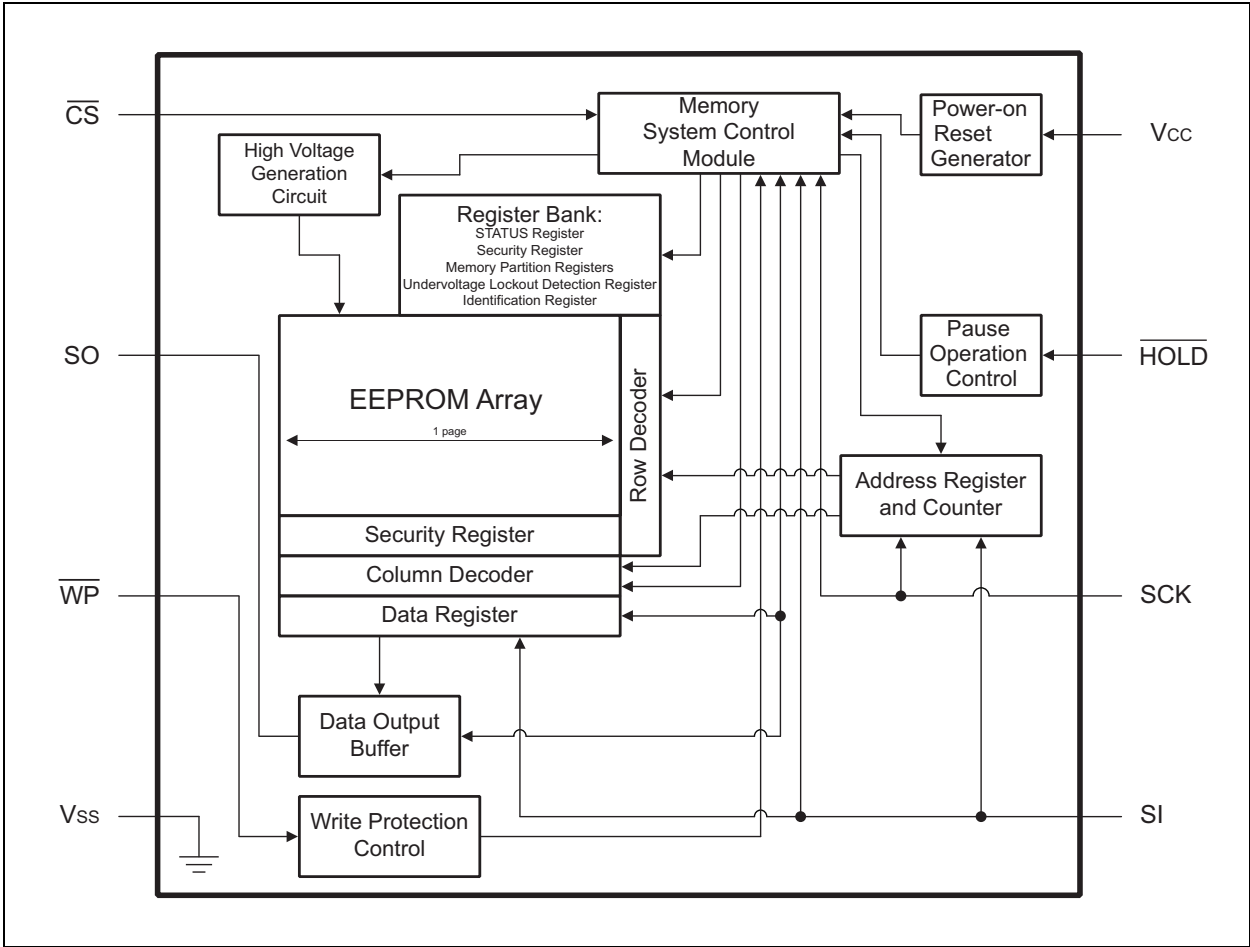 CS
Memory
System Control
Module
Power-on
Reset
Generator
VCC
High Voltage
Generation
Circuit
Register Bank:
STATUS Register
Security Register
Memory Partition Registers
Undervoltage Lockout Detection Register
Identification Register
SO
EEPROM Array
1 page
Row Decoder
Pause
Operation
Control
HOLD
Address Register
and Counter
Security Register
Column Decoder
Data Register
WP
SCK
Data Output
Buffer
VSS
Write Protection
Control
SI